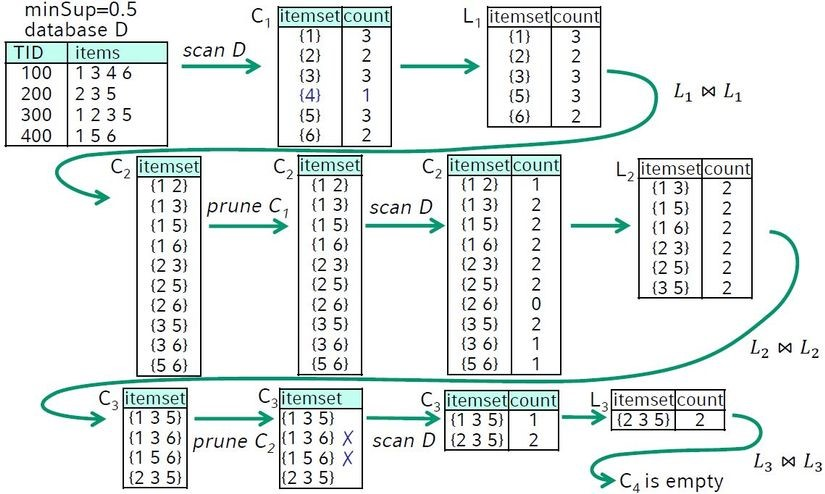 minSup=0.5
database D
TID items
100 1 3 4 6
200 2 3 5
300 1 2 3 5
400 1 5 6
scan D
C1 itemset count
{1} 3
{2} 2
{3} 3
{4} 1
{5} 3
{6} 2
L1 itemset count
{1} 3
{2} 2
{3} 3
{5} 3
{6} 2
L1 ⋈ L1
C2 itemset
{1 2}
{1 3}
{1 5}
{1 6}
{2 3}
{2 5}
{2 6}
{3 5}
{3 6}
{5 6}
prune C1
C2 itemset
{1 2}
{1 3}
{1 5}
{1 6}
{2 3}
{2 5}
{2 6}
{3 5}
{3 6}
{5 6}
scan D
C2 itemset count
{1 2} 1
{1 3} 2
{1 5} 2
{1 6} 2
{2 3} 2
{2 5} 2
{2 6} 0
{3 5} 2
{3 6} 1
{5 6} 1
L2 itemset count
{1 3} 2
{1 5} 2
{1 6} 2
{2 3} 2
{2 5} 2
{3 5} 2
L2 ⋈ L2
C3 itemset
{1 3 5}
{1 3 6}
{1 5 6}
{2 3 5}
prune C2
C3 itemset
{1 3 5}
{1 3 6} X
{1 5 6} X
{2 3 5}
scan D
C3 itemset count
{1 3 5} 1
{2 3 5} 2
L3 itemset count
{2 3 5} 2
L3 ⋈ L3
C4 is empty